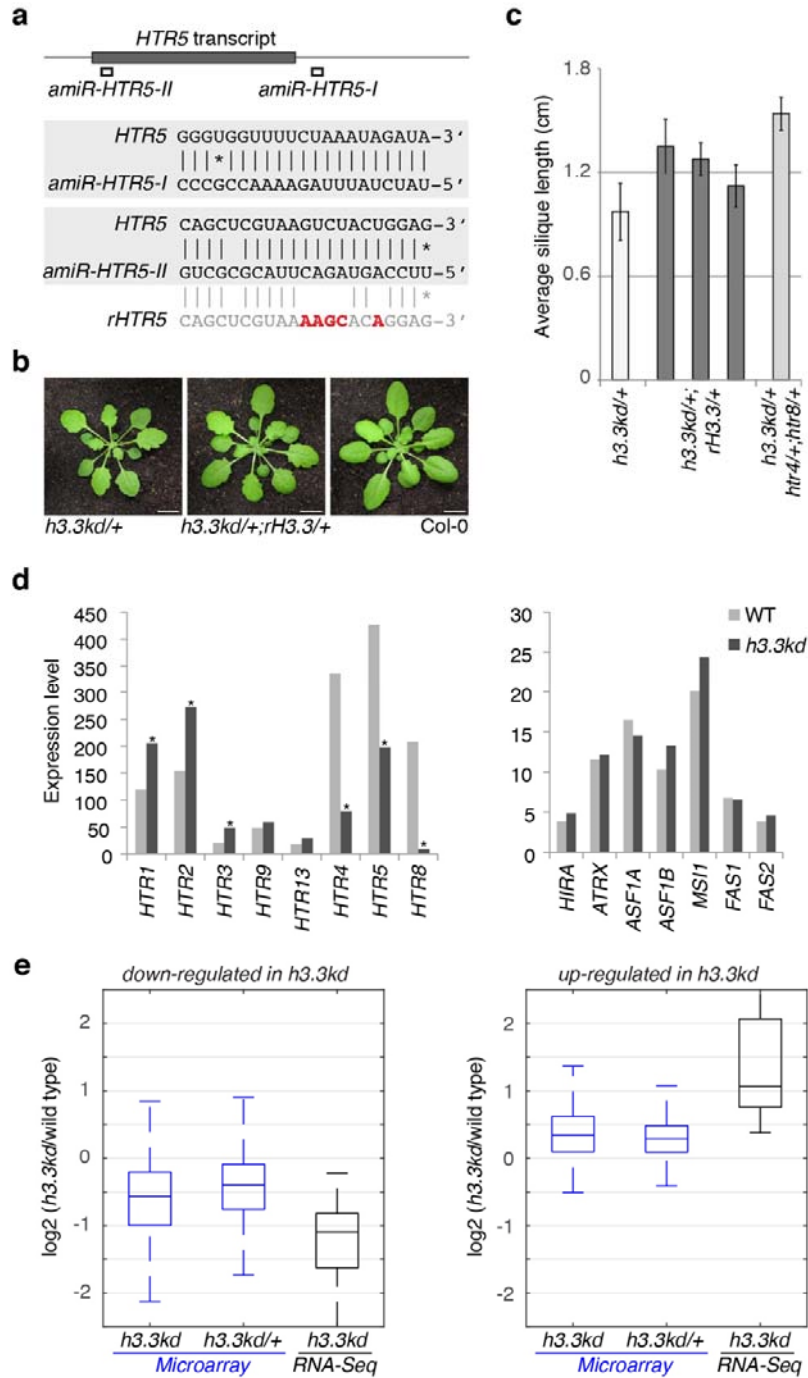 a
HTR5 transcript
amiR-HTR5-II amiR-HTR5-I
HTR5 GGGUGGUUUUCUAAAUAGAUA-3'
|||*|||||||||||||||||
amiR-HTR5-I CCCGCCAAAAGAUUUAUCUAU-5'
HTR5 CAGCUCGUAAGUCUACUGGAG-3'
*
amiR-HTR5-II GUCGCGCAUUCAGAUGACCUU-5'
*
rHTR5 CAGCUCGUAAAAGCACAGGAG-3'
b
h3.3kd/+ h3.3kd/+;rH3.3/+ Col-0
c
Average silique length (cm)
1.8
1.2
0.6
0
h3.3kd/+
h3.3kd/+;
rH3.3/+
h3.3kd/+
htr4/+;htr8/+
d
Expression level
450
400
350
300
250
200
150
100
50
0
* * * * * *
HTR1 HTR2 HTR3 HTR9 HTR13 HTR4 HTR5 HTR8
30
25
20
15
10
5
0
WT
h3.3kd
HIRA ATRX ASF1A ASF1B MSI1 FAS1 FAS2
e
down-regulated in h3.3kd
log2 (h3.3kd/wild type)
2
1
0
-1
-2
h3.3kd h3.3kd/+ h3.3kd
Microarray RNA-Seq
up-regulated in h3.3kd
log2 (h3.3kd/wild type)
2
1
0
-1
-2
h3.3kd h3.3kd/+ h3.3kd
Microarray RNA-Seq